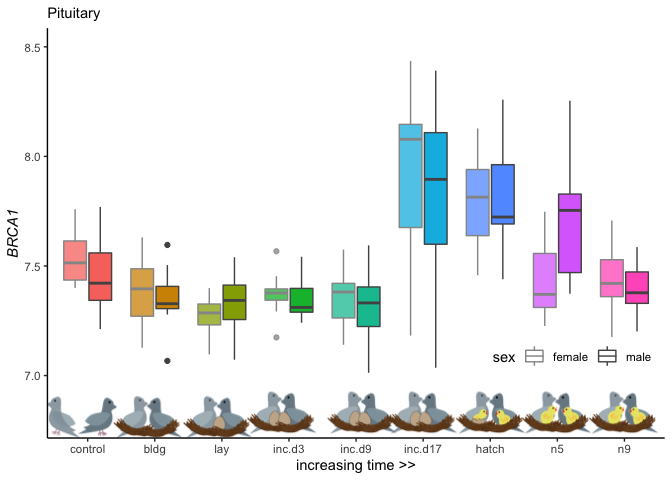 Pituitary
8.5
8.0
7.5
7.0
BRCA1
sex female male
control bldg lay inc.d3 inc.d9 inc.d17 hatch n5 n9
increasing time >>